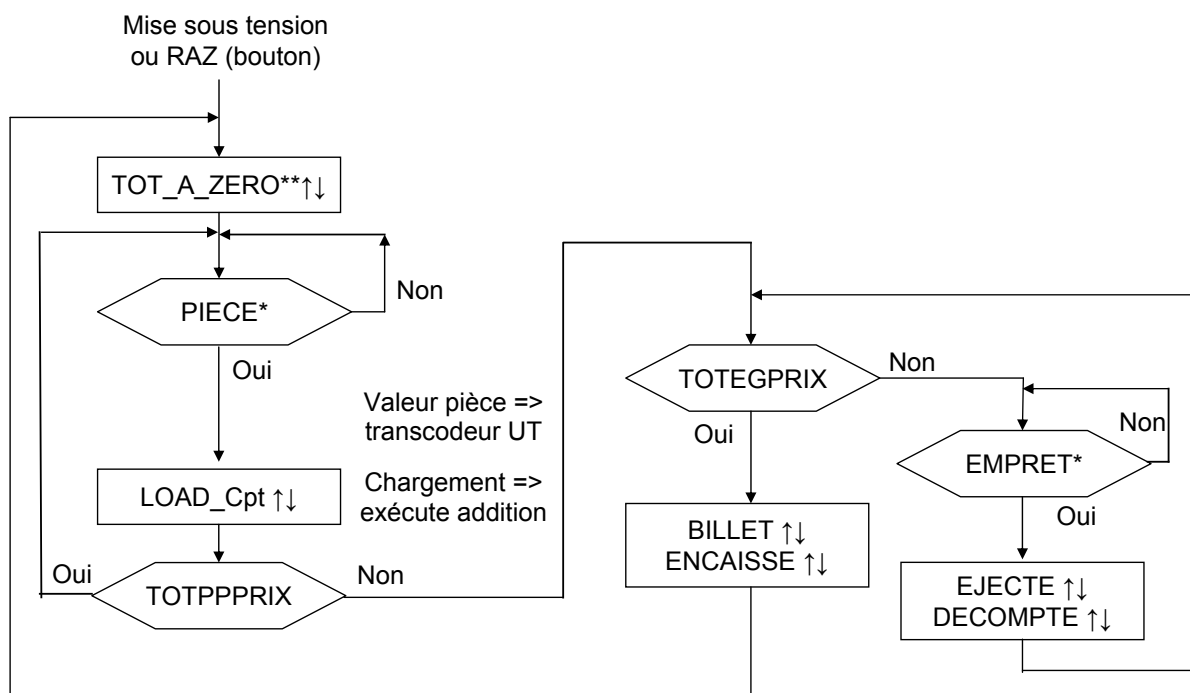 Mise sous tension
ou RAZ (bouton)
TOT_A_ZERO**↑↓
PIECE*
Non
Oui
Valeur pièce =>
transcodeur UT
Chargement =>
exécute addition
LOAD_Cpt ↑↓
TOTPPPRIX
Oui
Non
TOTEGPRIX
Non
Oui
EMPRET*
Non
Oui
BILLET ↑↓
ENCAISSE ↑↓
EJECTE ↑↓
DECOMPTE ↑↓